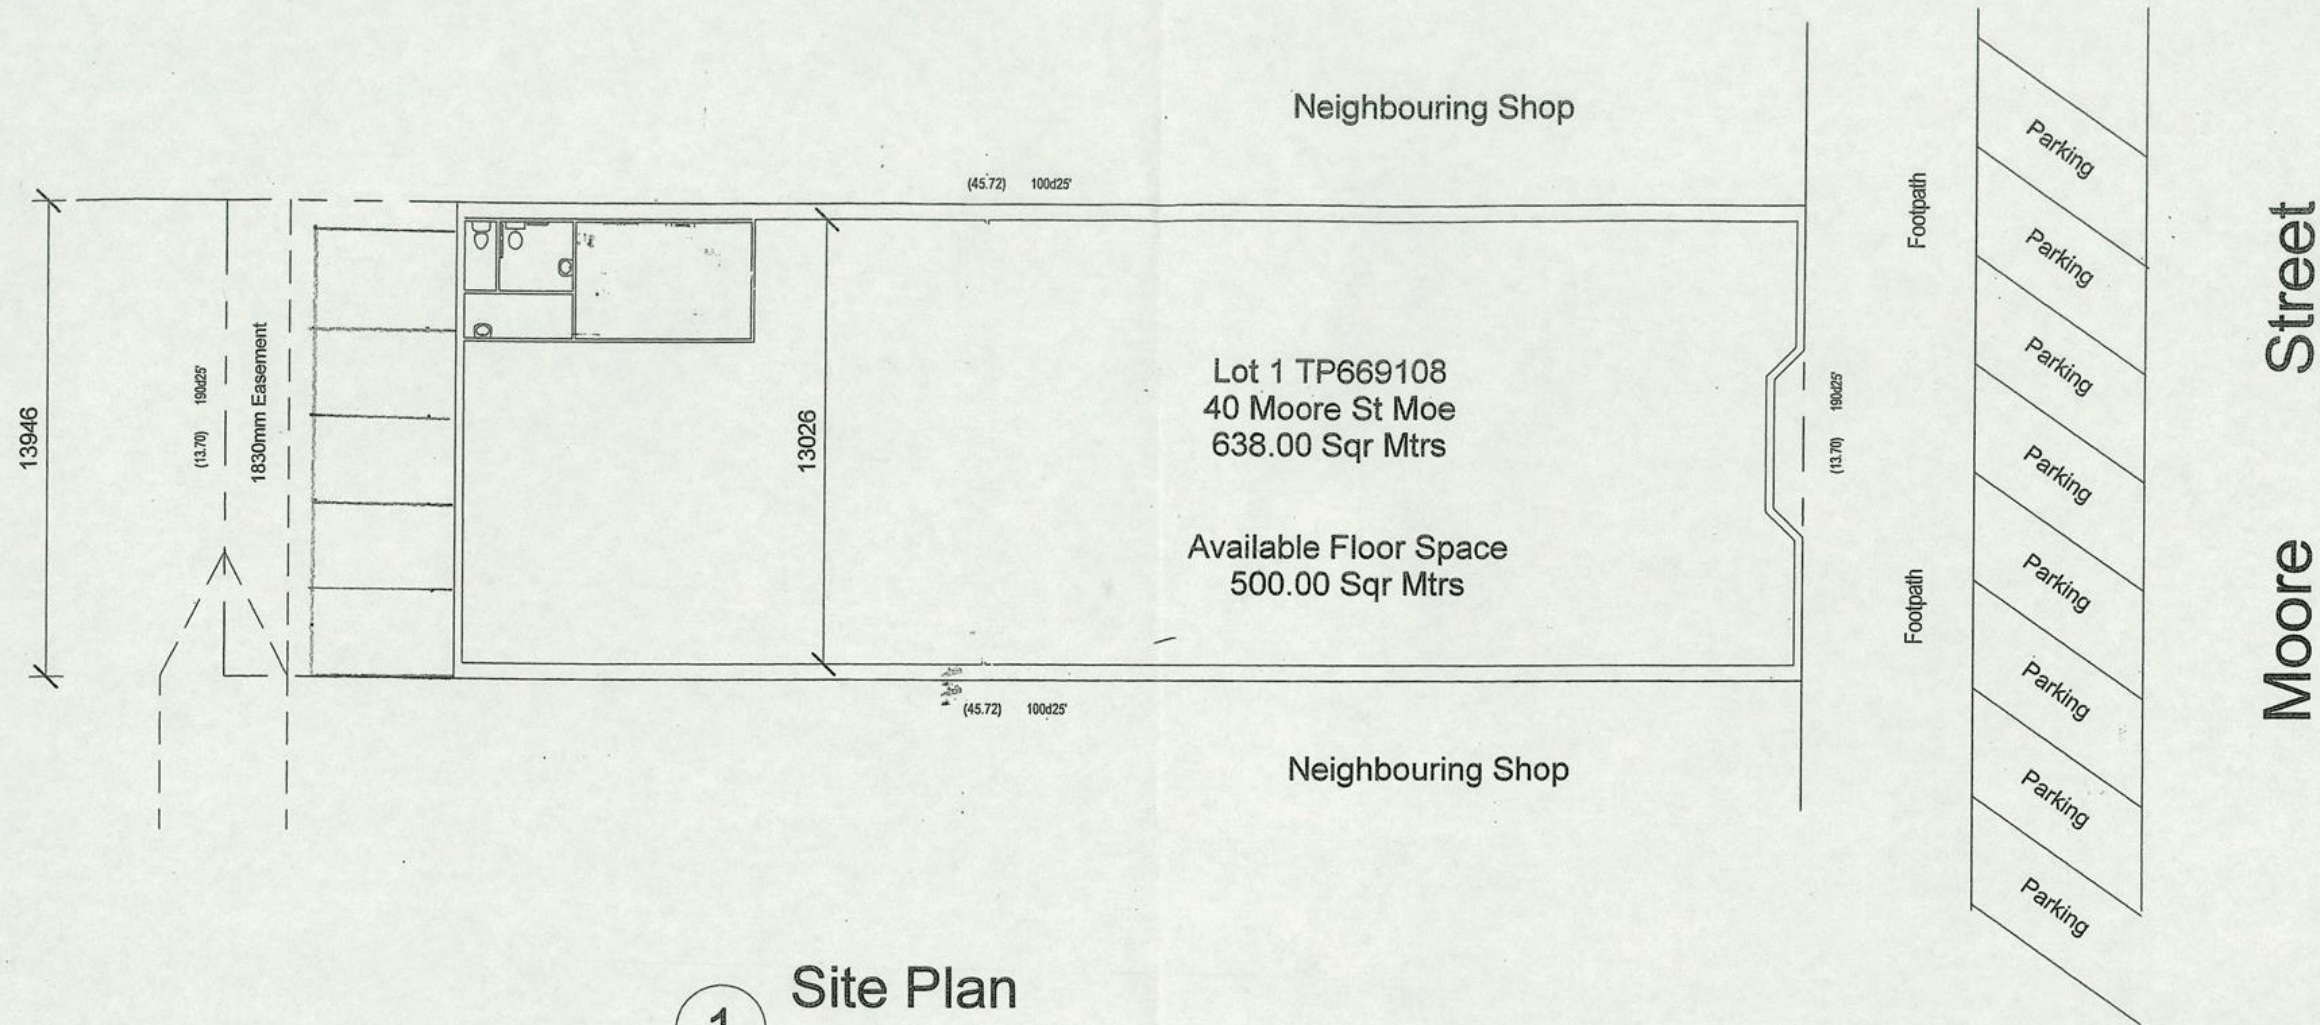 Neighbouring Shop
(45.72) 100d25'
13946
(13.70) 190d25'
1830mm Easement
13026
Lot 1 TP669108
40 Moore St Moe
638.00 Sqr Mtrs
Available Floor Space
500.00 Sqr Mtrs
(13.70) 190d25'
Footpath
Footpath
Parking
Parking
Parking
Parking
Parking
Parking
Parking
Parking
Moore Street
(45.72) 100d25'
Neighbouring Shop
1
Site Plan